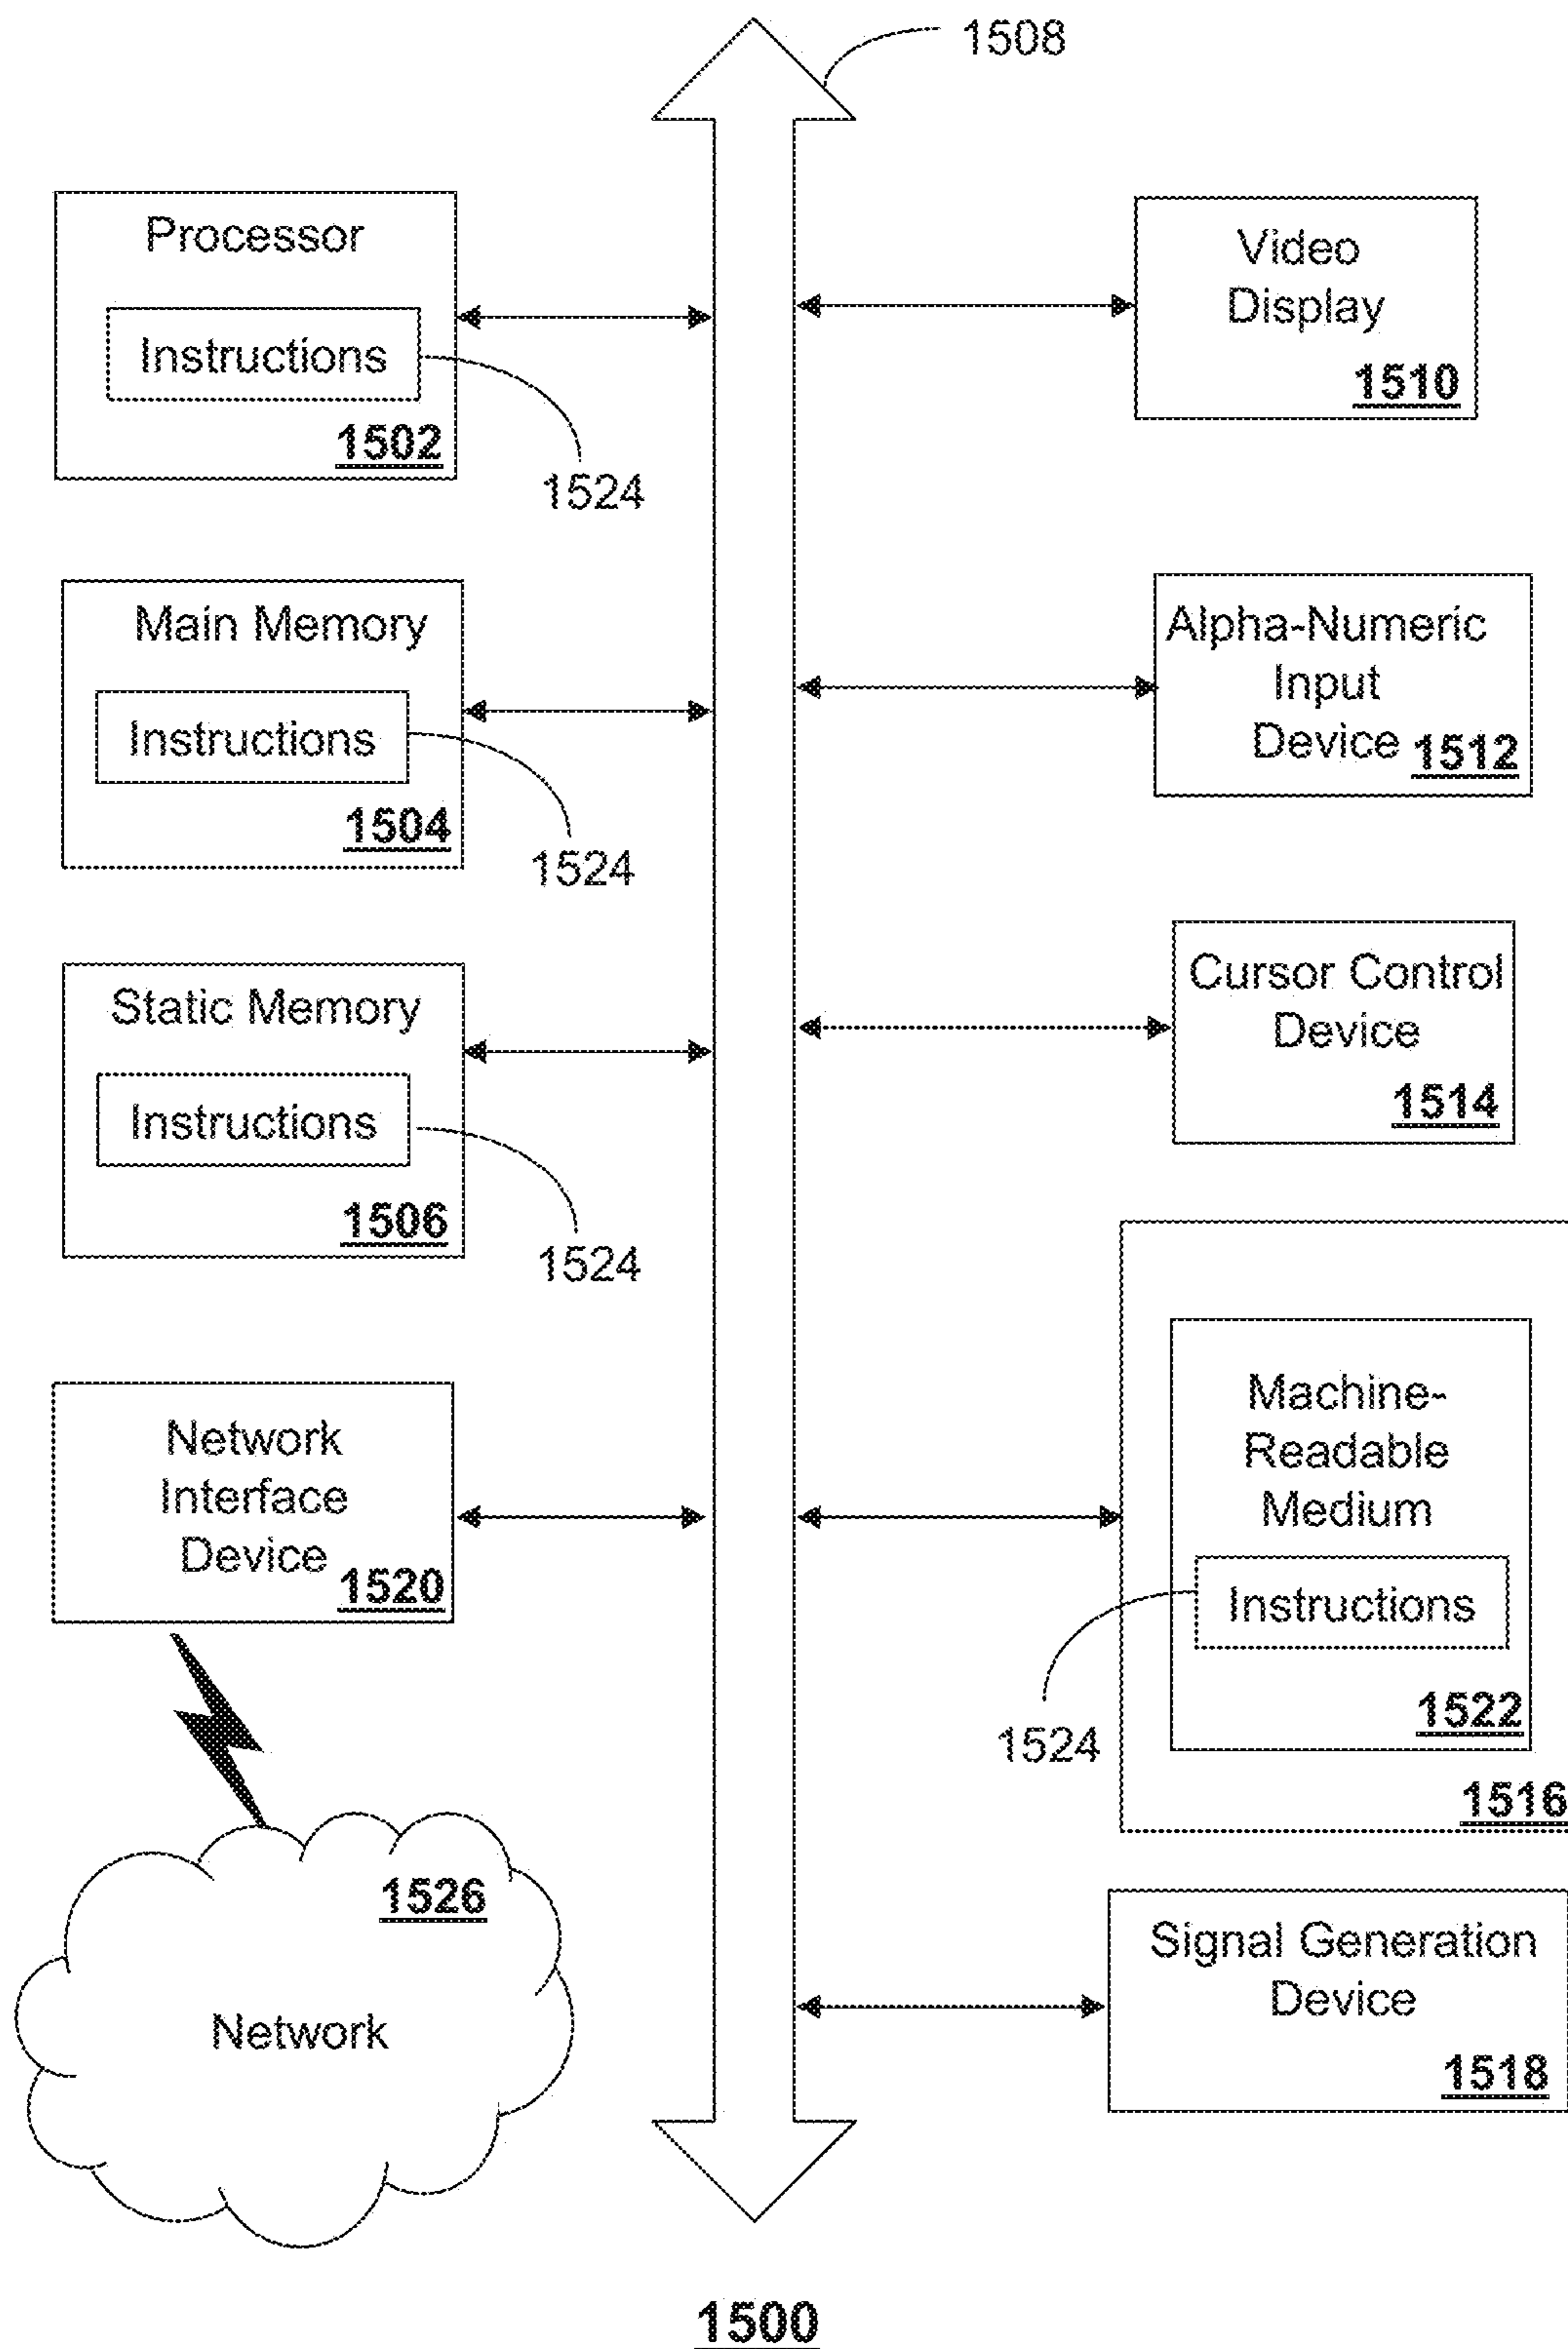 1508
Processor
Instructions
1502
1524
Video
Display
1510
Main Memory
Instructions
1504
1524
Alpha-Numeric
Input
Device 1512
Static Memory
Instructions
1506
1524
Cursor Control
Device
1514
Network
Interface
Device
1520
Machine-
Readable
Medium
Instructions
1522
1524
1516
1526
Network
Signal Generation
Device
1518
1500